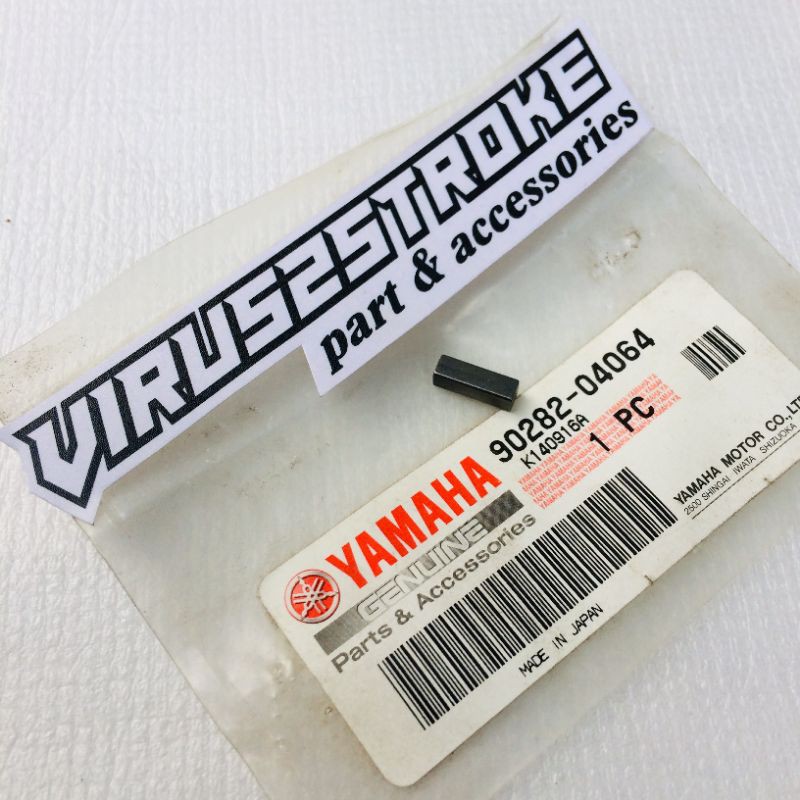 VIRUS2STROKE
part & accessories
YAMAHA
GENUINE
Parts & Accessories
90282-04064
K140916A
1 PC
YAMAHA MOTOR CO.,LT
2500 SHINGAI IWATA SHIZUOKA
MADE IN JAPAN